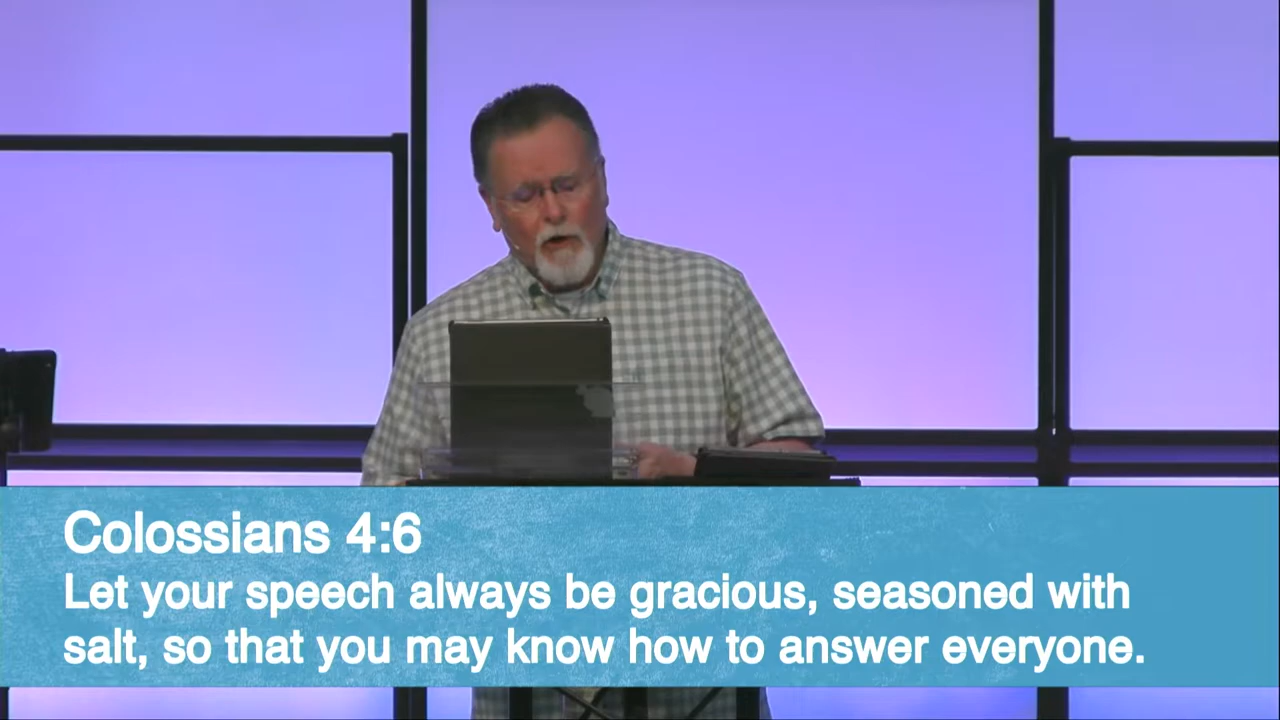 Colossians 4:6
Let your speech always be gracious, seasoned with
salt, so that you may know how to answer everyone.